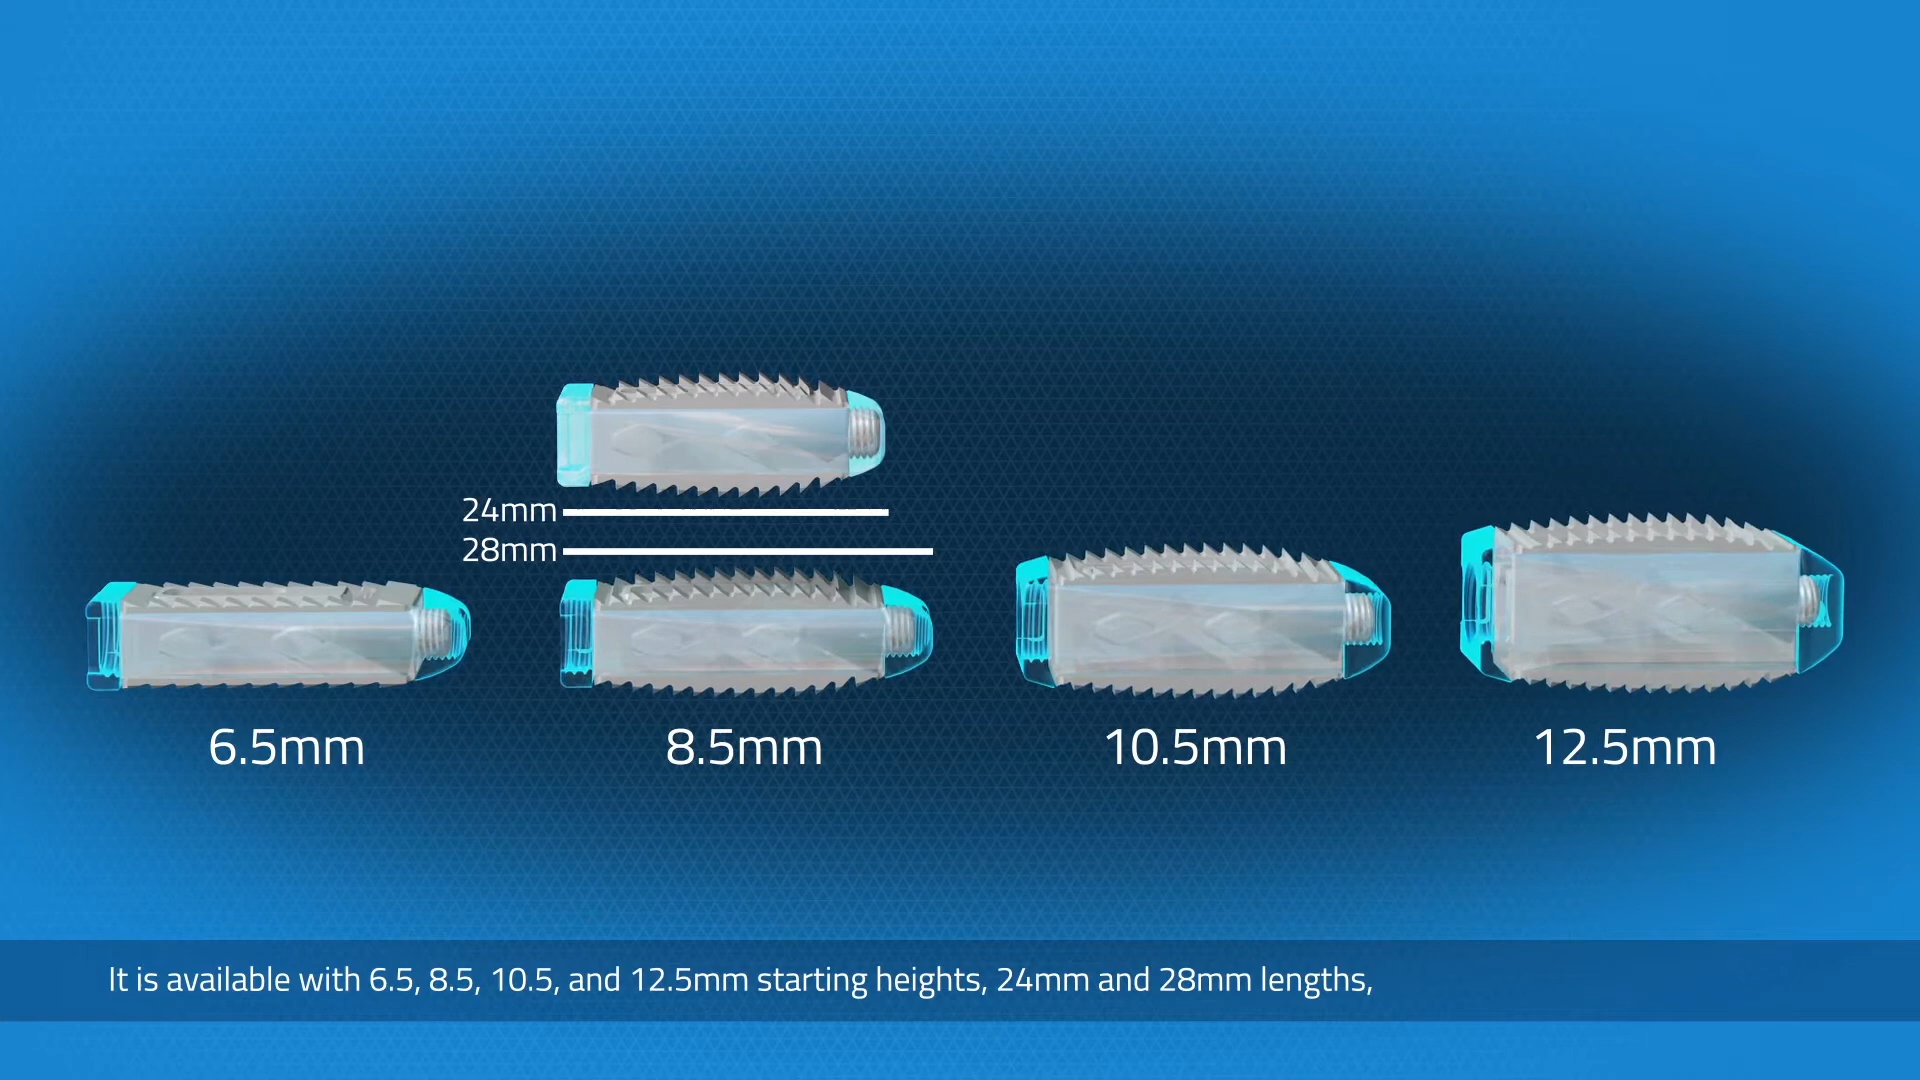 24mm
28mm
6.5mm
8.5mm
10.5mm
12.5mm
It is available with 6.5, 8.5, 10.5, and 12.5mm starting heights, 24mm and 28mm lengths,